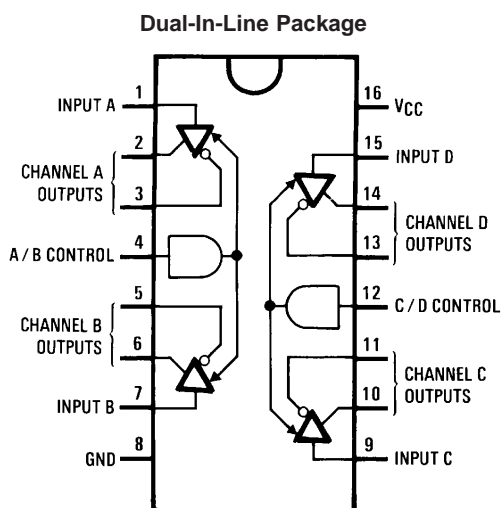 Dual-In-Line Package
1
INPUT A
2
CHANNEL A
OUTPUTS
3
4
A / B CONTROL
5
CHANNEL B
OUTPUTS
6
7
INPUT B
8
GND
16
VCC
15
INPUT D
14
CHANNEL D
OUTPUTS
13
12
C / D CONTROL
11
CHANNEL C
OUTPUTS
10
9
INPUT C